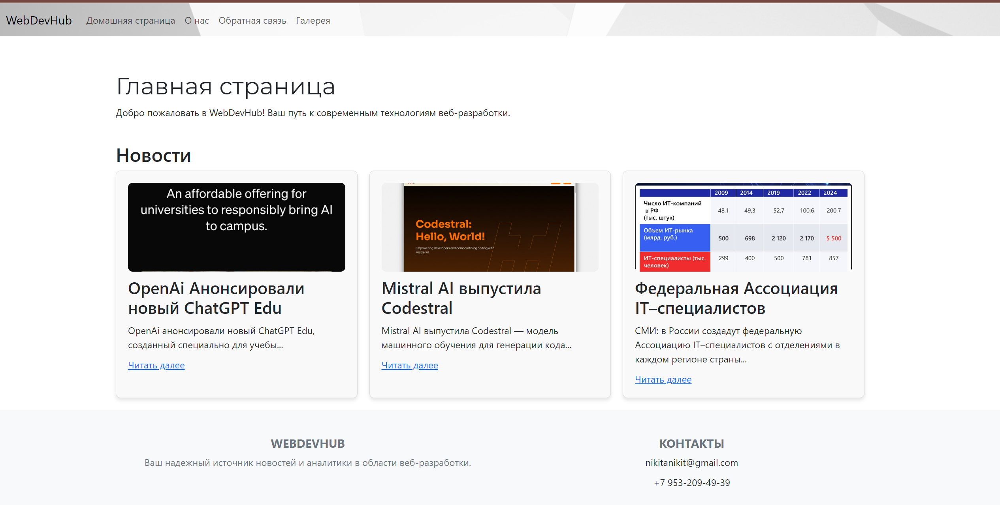 WebDevHub Домашняя страница О нас Обратная связь Галерея
Главная страница
Добро пожаловать в WebDevHub! Ваш путь к современным технологиям веб-разработки.
Новости
An affordable offering for
universities to responsibly bring AI
to campus.
OpenAi Анонсировали
новый ChatGPT Edu
OpenAi анонсировали новый ChatGPT Edu,
созданный специально для учебы...
Читать далее
Codestral:
Hello, World!
Empowering developers and democratising coding with
Mistral AI.
Mistral AI выпустила
Codestral
Mistral AI выпустила Codestral — модель
машинного обучения для генерации кода...
Читать далее
2009 2014 2019 2022 2024
Число ИТ-компаний
в РФ
(тыс. штук)
48,1 49,3 52,7 100,6 200,7
Объем ИТ-рынка
(млрд. руб.)
500 698 2 120 2 170 5 500
ИТ-специалисты (тыс.
человек)
299 400 500 781 857
Федеральная Ассоциация
IT–специалистов
СМИ: в России создадут федеральную
Ассоциацию IT–специалистов с отделениями в
каждом регионе страны...
Читать далее
WEBDEVHUB
Ваш надежный источник новостей и аналитики в области веб-разработки.
КОНТАКТЫ
nikitanikit@gmail.com
+7 953-209-49-39